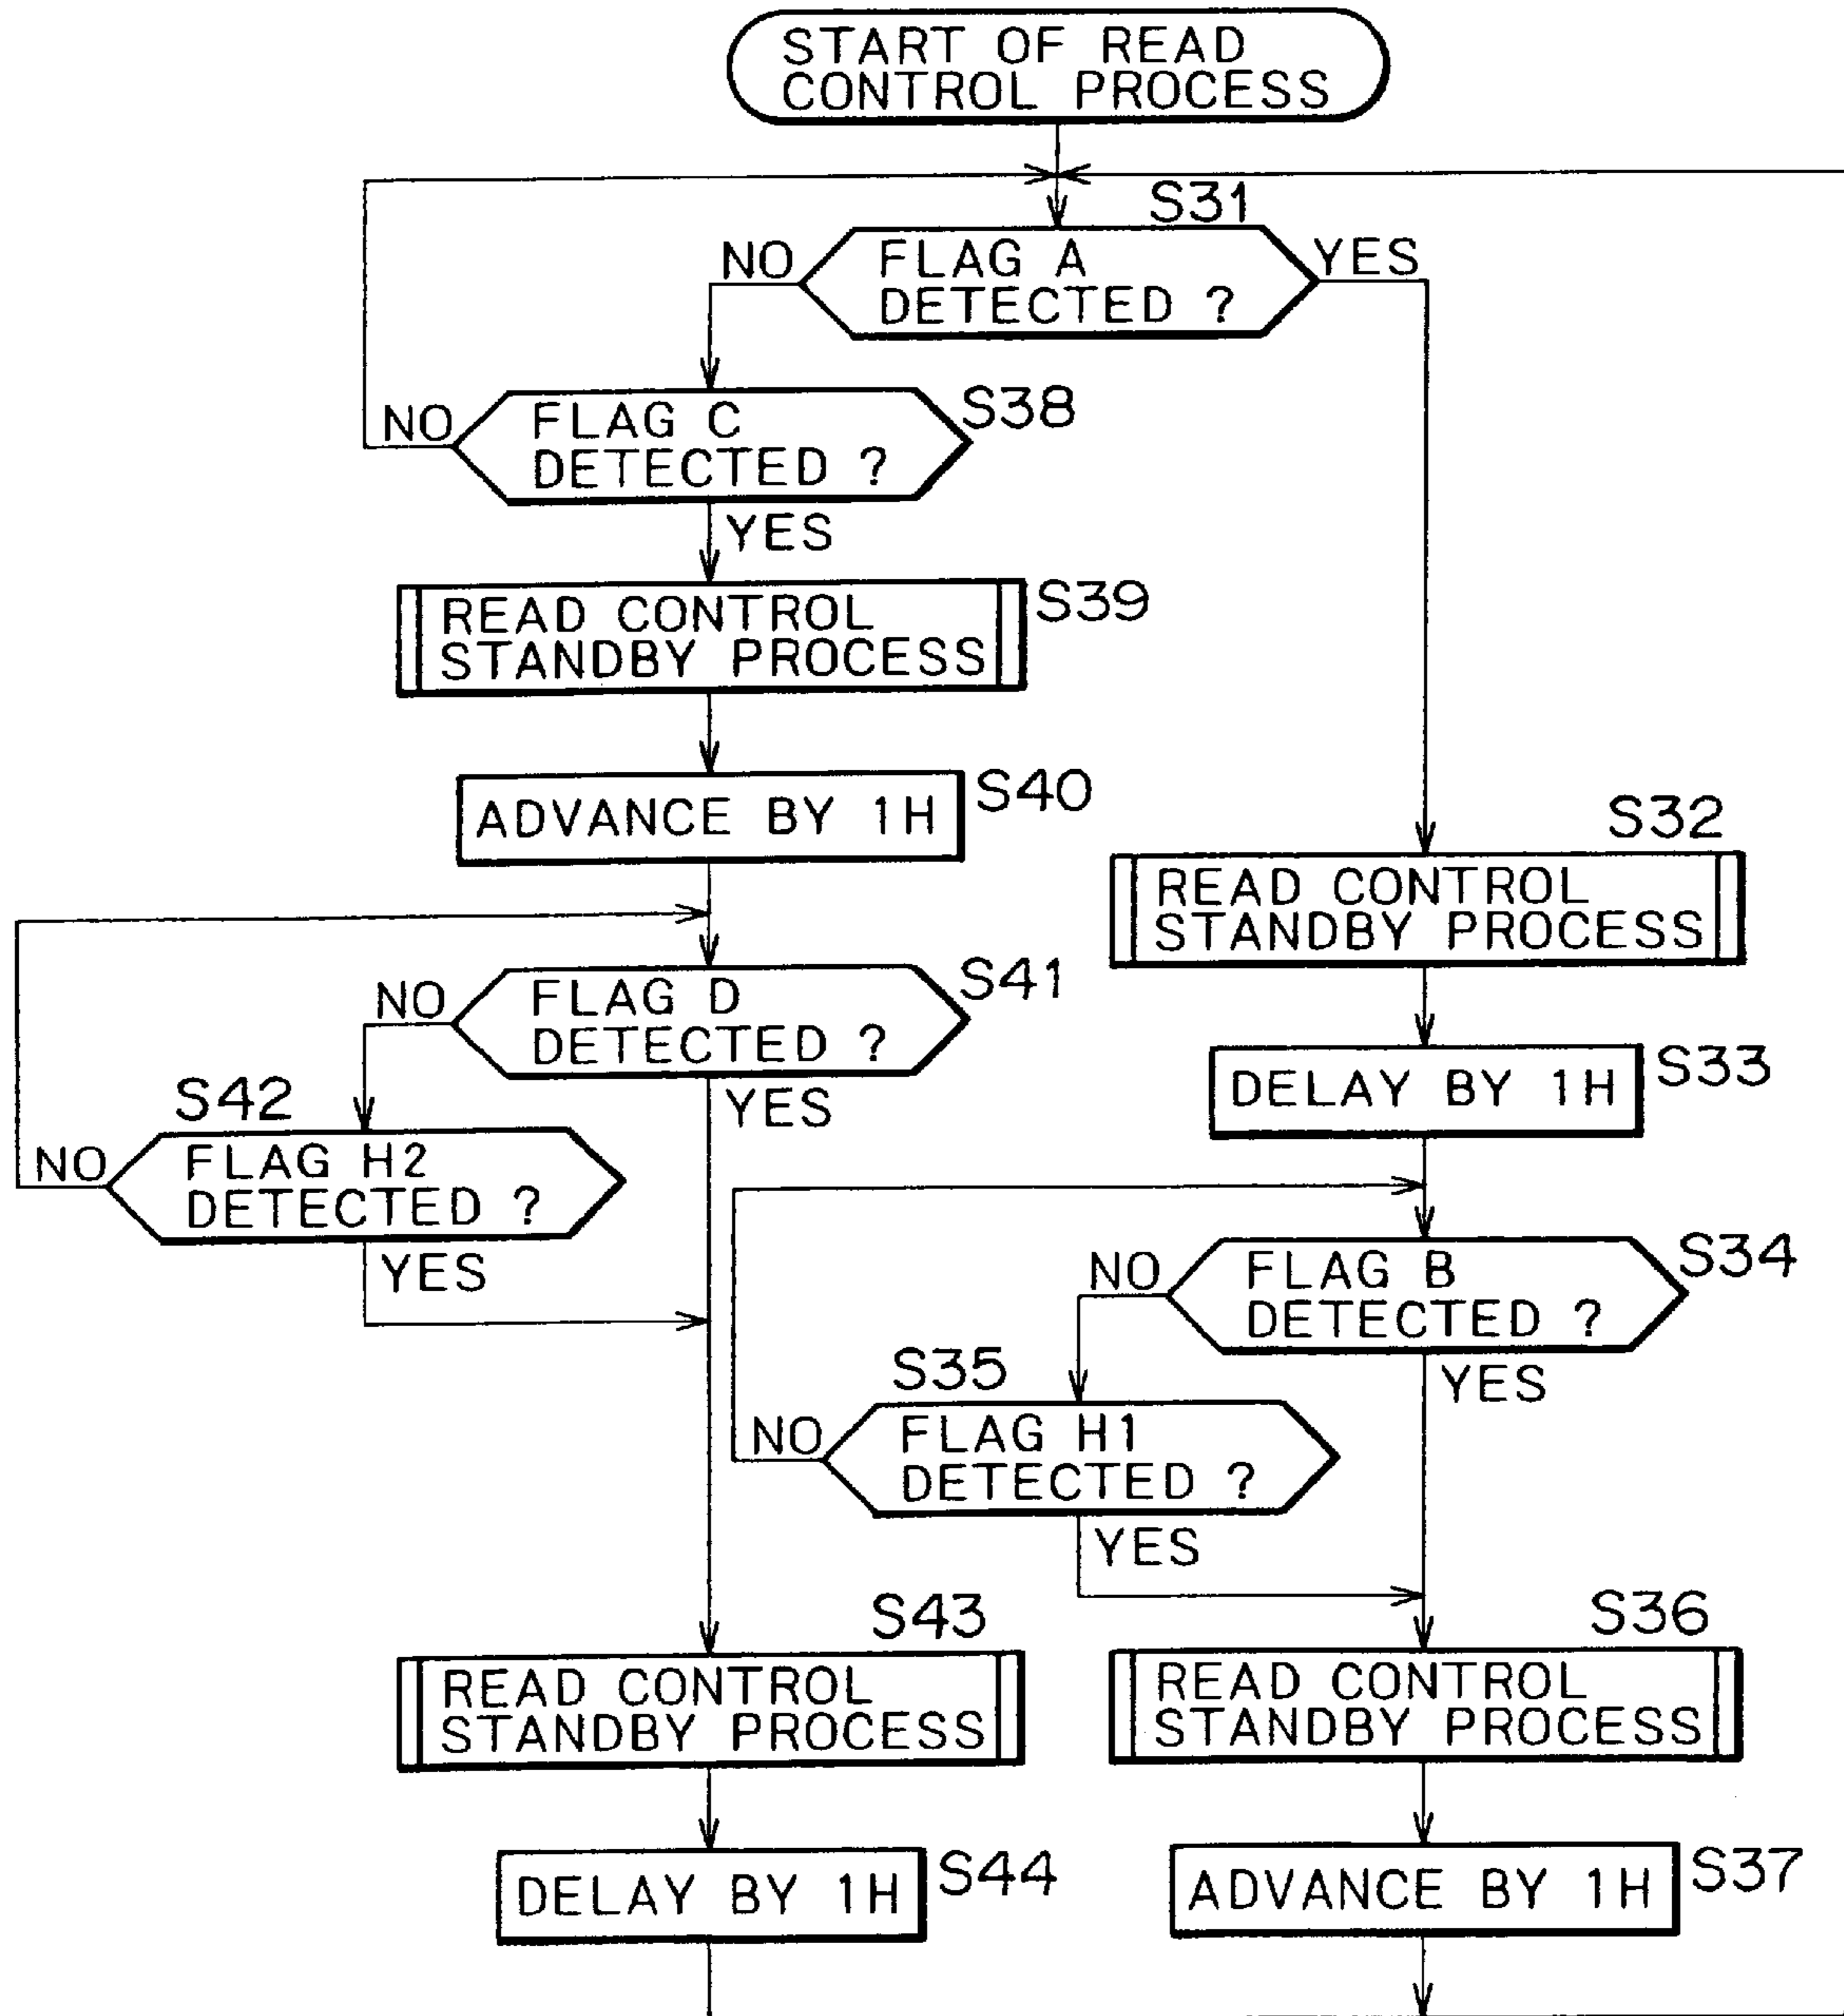 START OF READ
CONTROL PROCESS
S31
NO
FLAG A
DETECTED ?
YES
NO
FLAG C
DETECTED ?
S38
YES
READ CONTROL
STANDBY PROCESS
S39
ADVANCE BY 1H
S40
S32
READ CONTROL
STANDBY PROCESS
NO
FLAG D
DETECTED ?
S41
YES
DELAY BY 1H
S33
S42
NO
FLAG H2
DETECTED ?
YES
NO
FLAG B
DETECTED ?
S34
YES
S35
NO
FLAG H1
DETECTED ?
YES
S43
READ CONTROL
STANDBY PROCESS
S36
READ CONTROL
STANDBY PROCESS
DELAY BY 1H
S44
ADVANCE BY 1H
S37